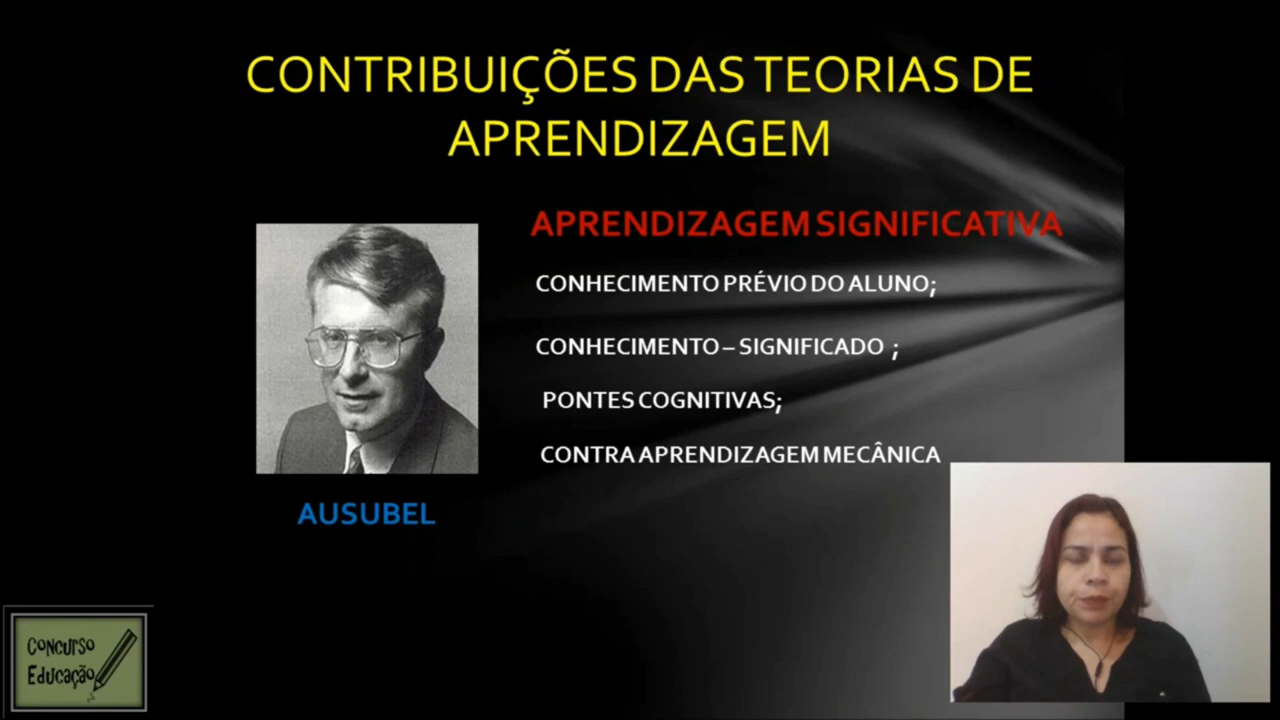 CONTRIBUIÇÕES DAS TEORIAS DE
APRENDIZAGEM
APRENDIZAGEM SIGNIFICATIVA
CONHECIMENTO PRÉVIO DO ALUNO;
CONHECIMENTO – SIGNIFICADO ;
PONTES COGNITIVAS;
CONTRA APRENDIZAGEM MECÂNICA
AUSUBEL
Concurso
Educação